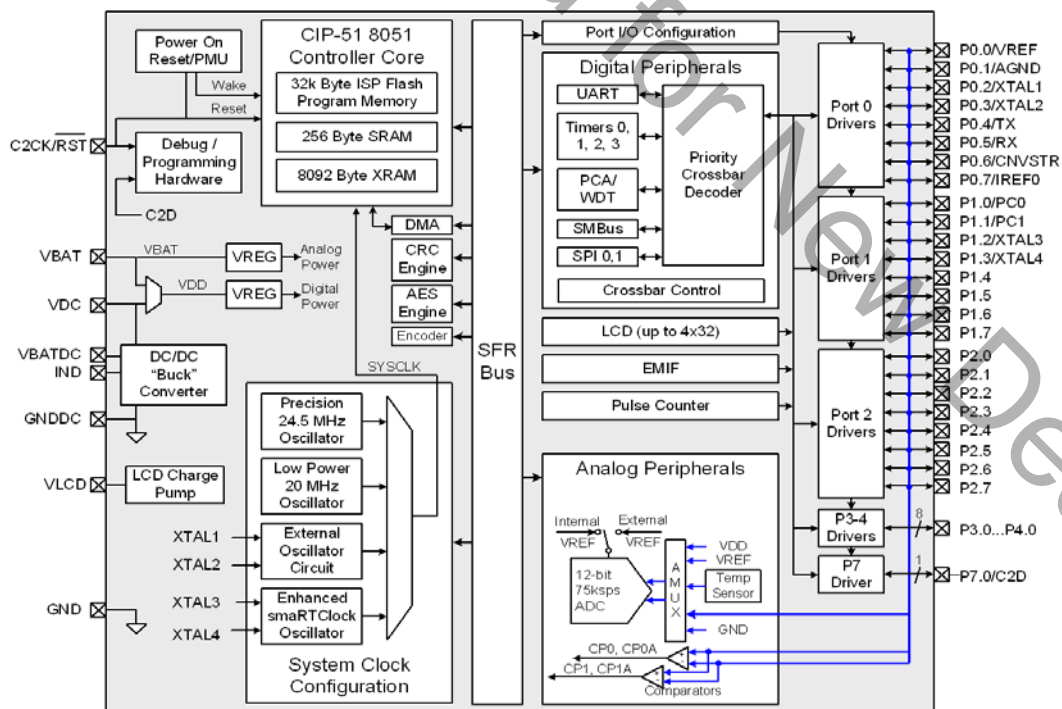 Power On
Reset/PMU
Wake
Reset
C2CK/RST
Debug /
Programming
Hardware
C2D
VBAT
VBAT
VREG
Analog
Power
VDC
VDD
VREG
Digital
Power
VBATDC
IND
DC/DC
"Buck"
Converter
GNDDC
VLCD
LCD Charge
Pump
XTAL1
XTAL2
XTAL3
XTAL4
GND
CIP-51 8051
Controller Core
32k Byte ISP Flash
Program Memory
256 Byte SRAM
8092 Byte XRAM
DMA
CRC
Engine
AES
Engine
Encoder
SYSCLK
Precision
24.5 MHz
Oscillator
Low Power
20 MHz
Oscillator
External
Oscillator
Circuit
Enhanced
smaRTClock
Oscillator
System Clock
Configuration
SFR
Bus
Port I/O Configuration
Digital Peripherals
UART
Timers 0,
1, 2, 3
PCA/
WDT
SMBus
SPI 0,1
Priority
Crossbar
Decoder
Crossbar Control
LCD (up to 4x32)
EMIF
Pulse Counter
Analog Peripherals
Internal
VREF
External
VREF
12-bit
75ksps
ADC
A
M
U
X
VDD
VREF
Temp
Sensor
GND
CP0, CP0A
CP1, CP1A
+
-
+
-
Comparators
Port 0
Drivers
Port 1
Drivers
Port 2
Drivers
P3-4
Drivers
P7
Driver
P0.0/VREF
P0.1/AGND
P0.2/XTAL1
P0.3/XTAL2
P0.4/TX
P0.5/RX
P0.6/CNVSTR
P0.7/IREF0
P1.0/PC0
P1.1/PC1
P1.2/XTAL3
P1.3/XTAL4
P1.4
P1.5
P1.6
P1.7
P2.0
P2.1
P2.2
P2.3
P2.4
P2.5
P2.6
P2.7
8
P3.0...P4.0
1
P7.0/C2D
for New De